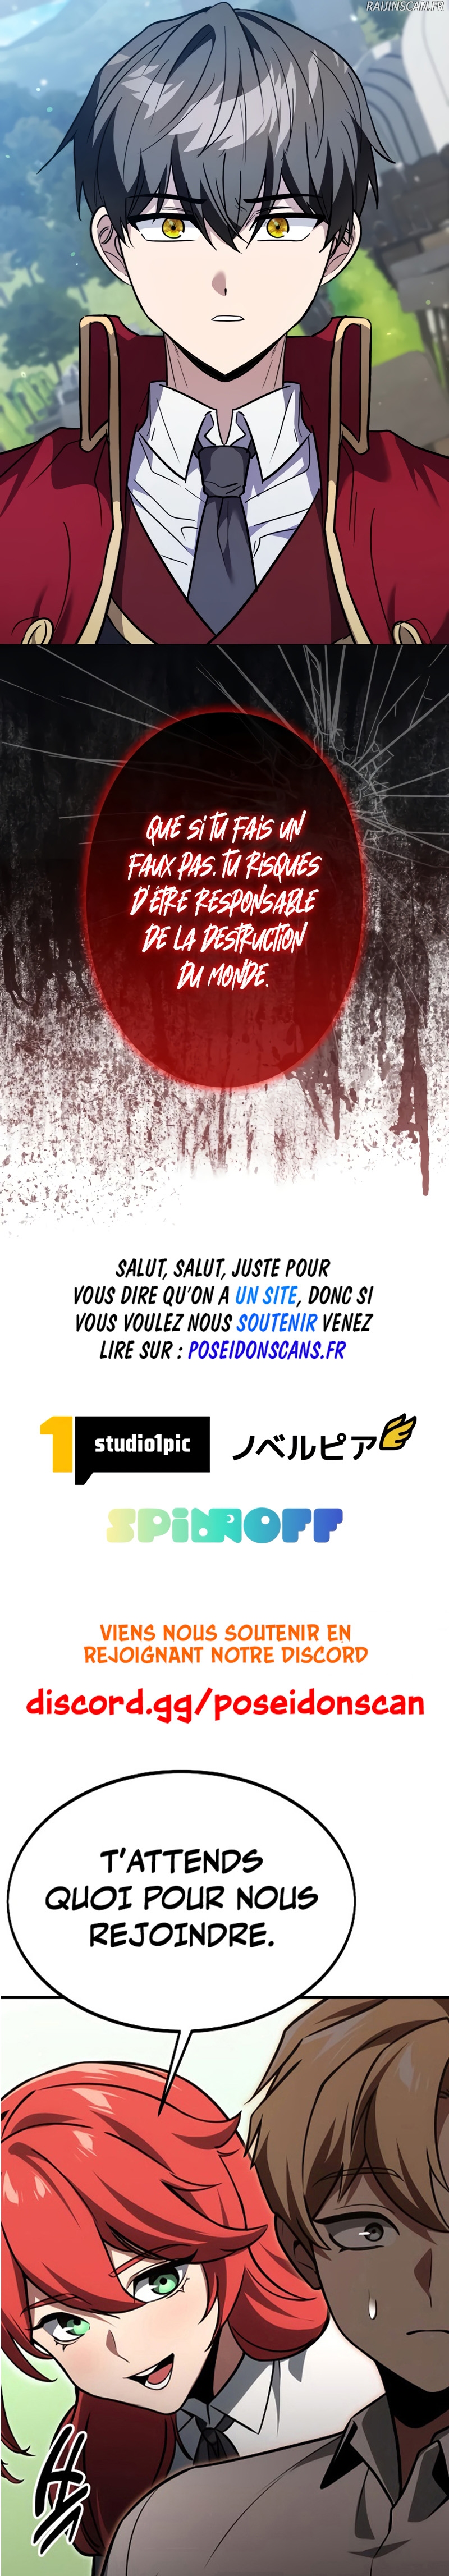 RAIJINSCAN.FR
QUE SI TU FAIS UN
FAUX PAS. TU RISQUES
D'ÊTRE RESPONSABLE
DE LA DESTRUCTION
DU MONDE.
SALUT, SALUT, JUSTE POUR
VOUS DIRE QU'ON A UN SITE, DONC SI
VOUS VOULEZ NOUS SOUTENIR VENEZ
LIRE SUR : POSEIDONSCANS.FR
1 studio1pic ノベルピア
SPINOFF
VIENS NOUS SOUTENIR EN
REJOIGNANT NOTRE DISCORD
discord.gg/poseidonscan
T'ATTENDS
QUOI POUR NOUS
REJOINDRE.